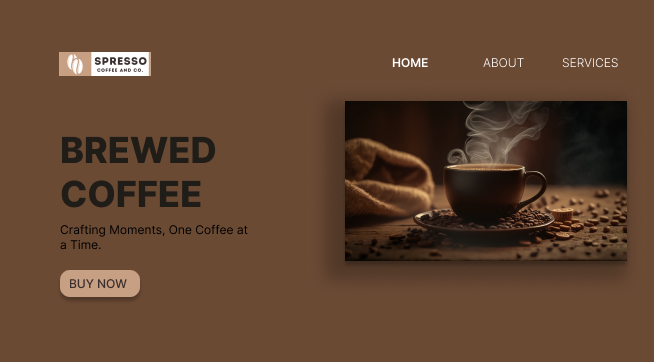 SPRESSO
COFFEE AND CO.
HOME
ABOUT
SERVICES
BREWED
COFFEE
Crafting Moments, One Coffee at
a Time.
BUY NOW